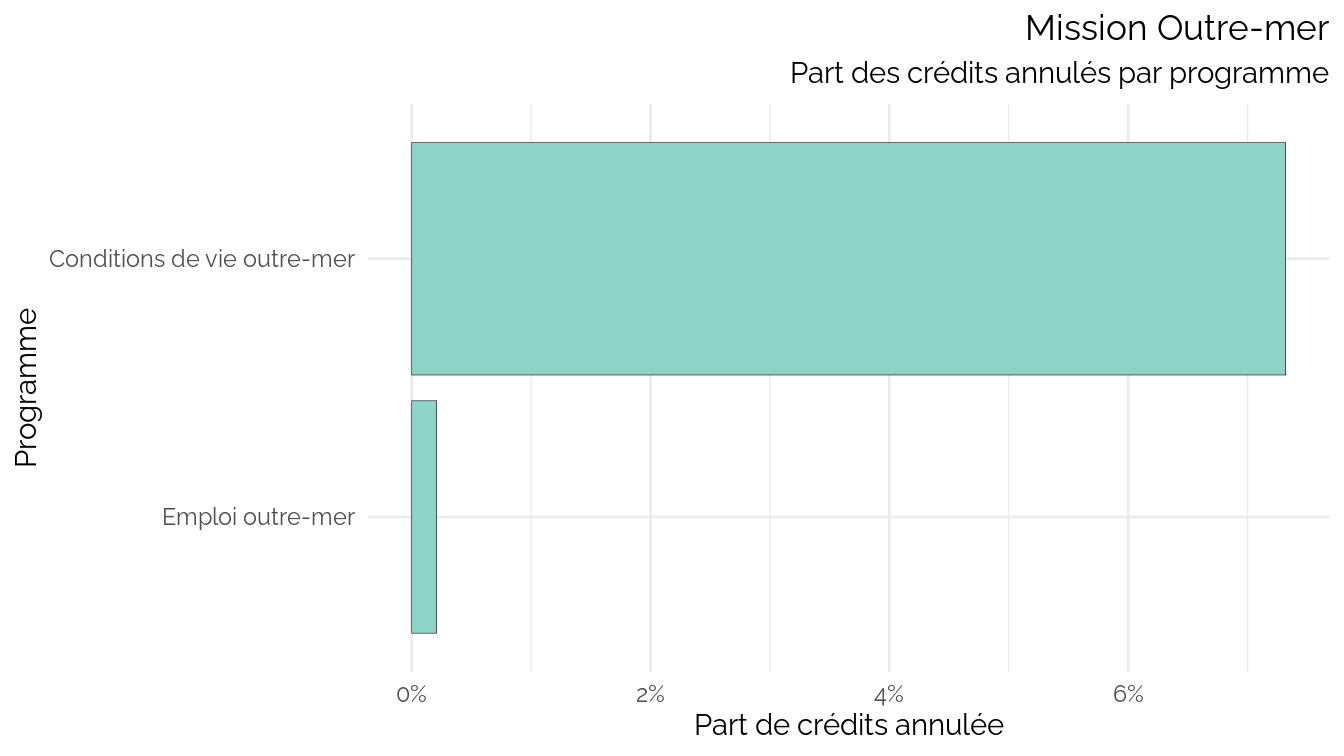 Mission Outre-mer
Part des crédits annulés par programme
Programme
Conditions de vie outre-mer
Emploi outre-mer
0% 2% 4% 6%
Part de crédits annulée